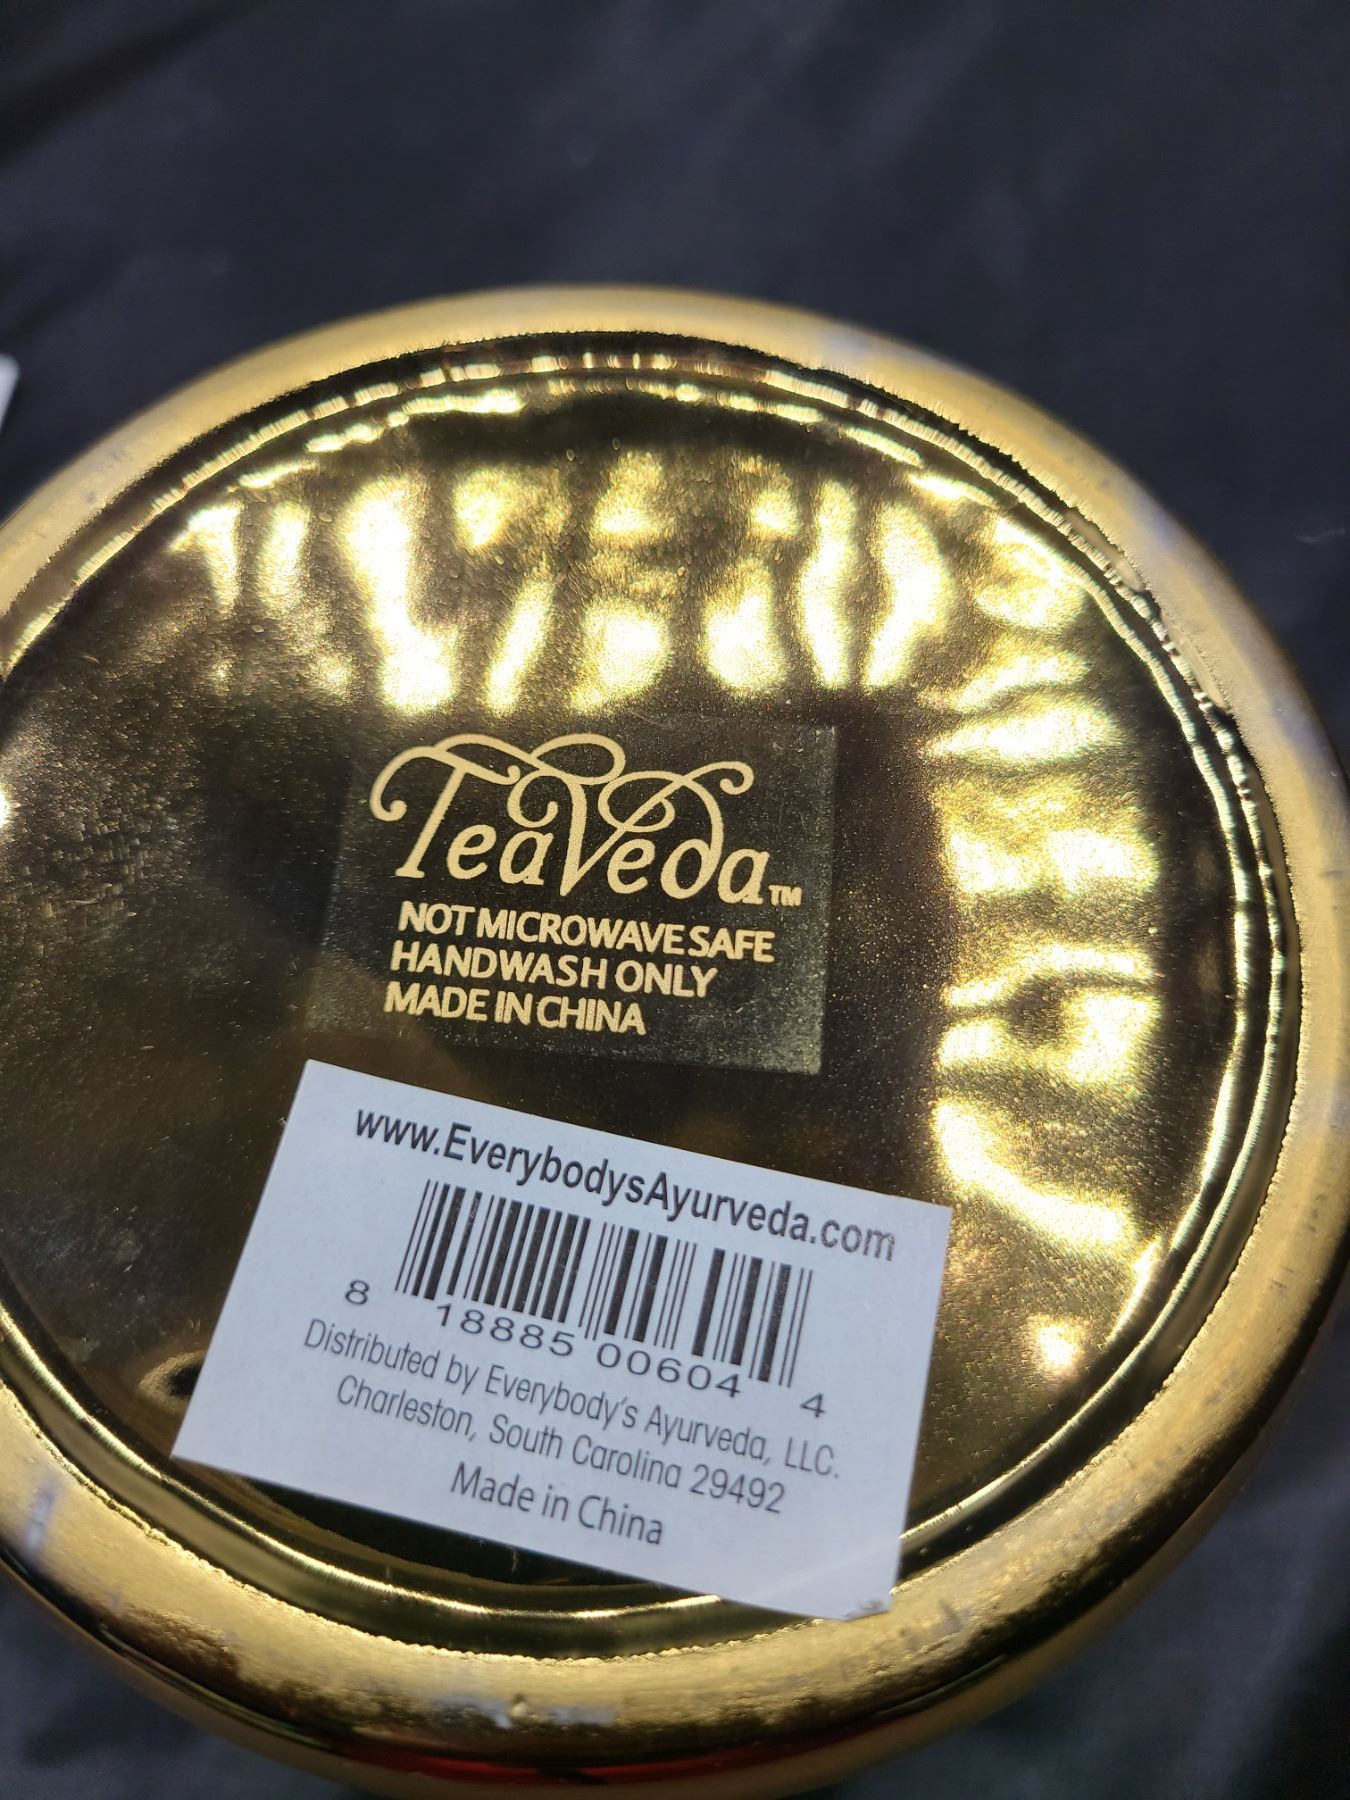 TeaVeda™
NOT MICROWAVE SAFE
HANDWASH ONLY
MADE IN CHINA
www.EverybodysAyurveda.com
8 18885 00604 4
Distributed by Everybody's Ayurveda, LLC.
Charleston, South Carolina 29492
Made in China